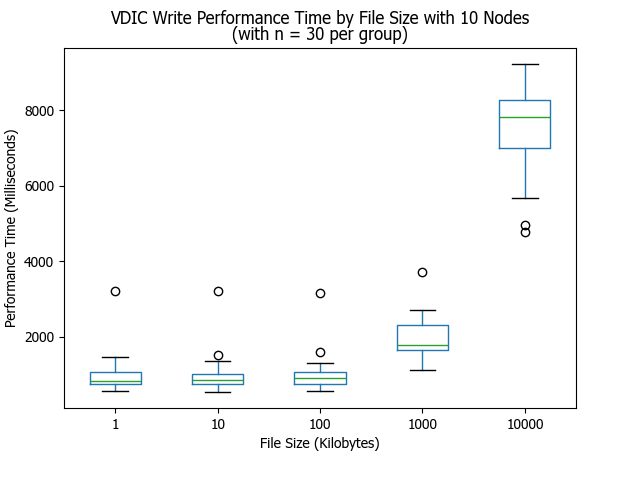 VDIC Write Performance Time by File Size with 10 Nodes
(with n = 30 per group)
Performance Time (Milliseconds)
8000
6000
4000
2000
1
10
100
1000
10000
File Size (Kilobytes)